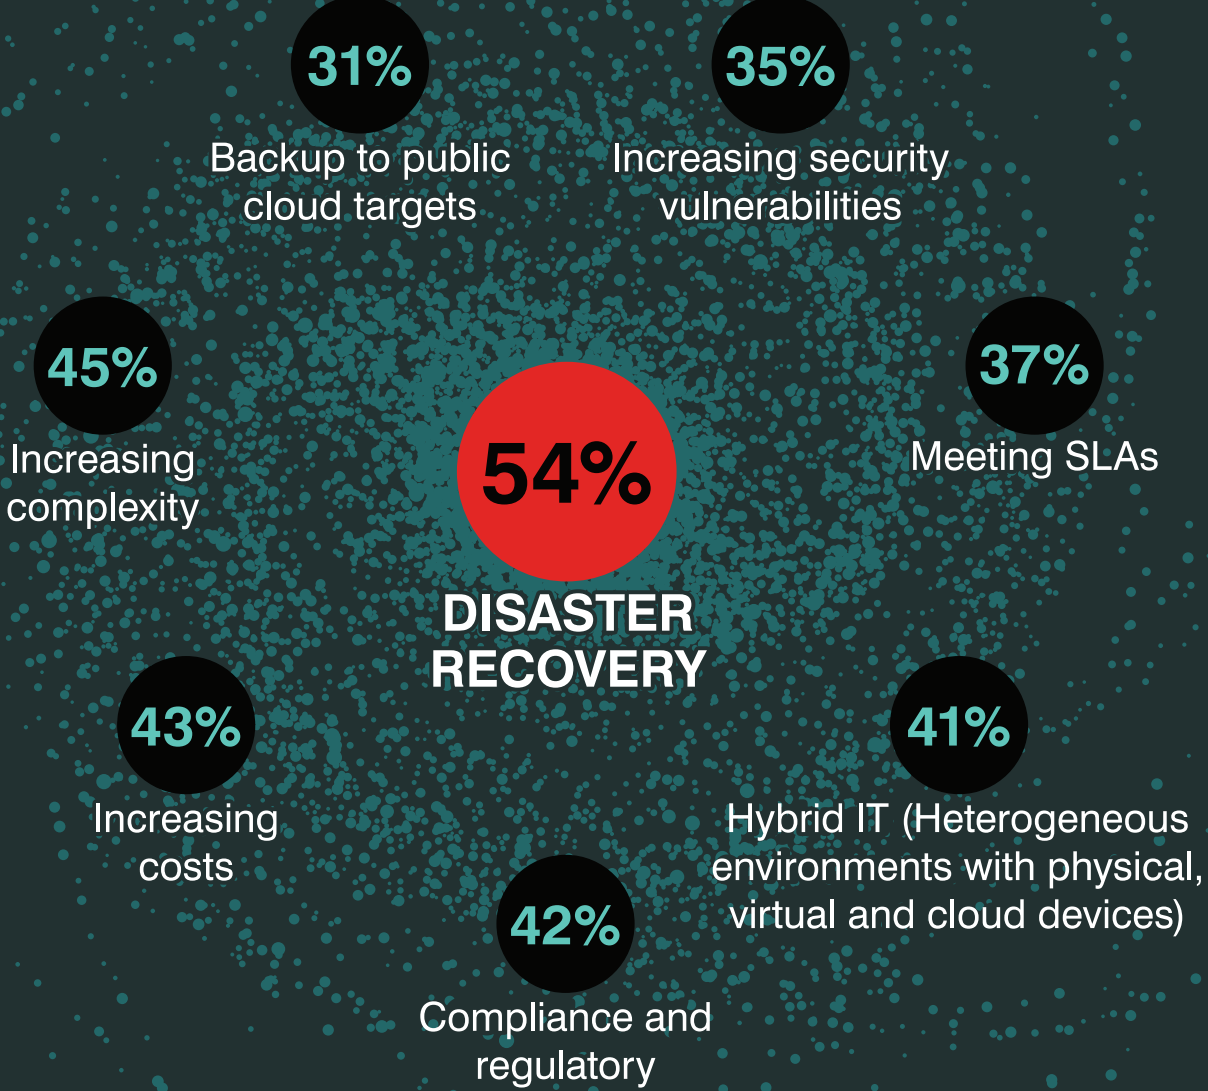 31%
Backup to public
cloud targets
35%
Increasing security
vulnerabilities
45%
Increasing
complexity
54%
DISASTER
RECOVERY
37%
Meeting SLAs
43%
Increasing
costs
42%
Compliance and
regulatory
41%
Hybrid IT (Heterogeneous
environments with physical,
virtual and cloud devices)